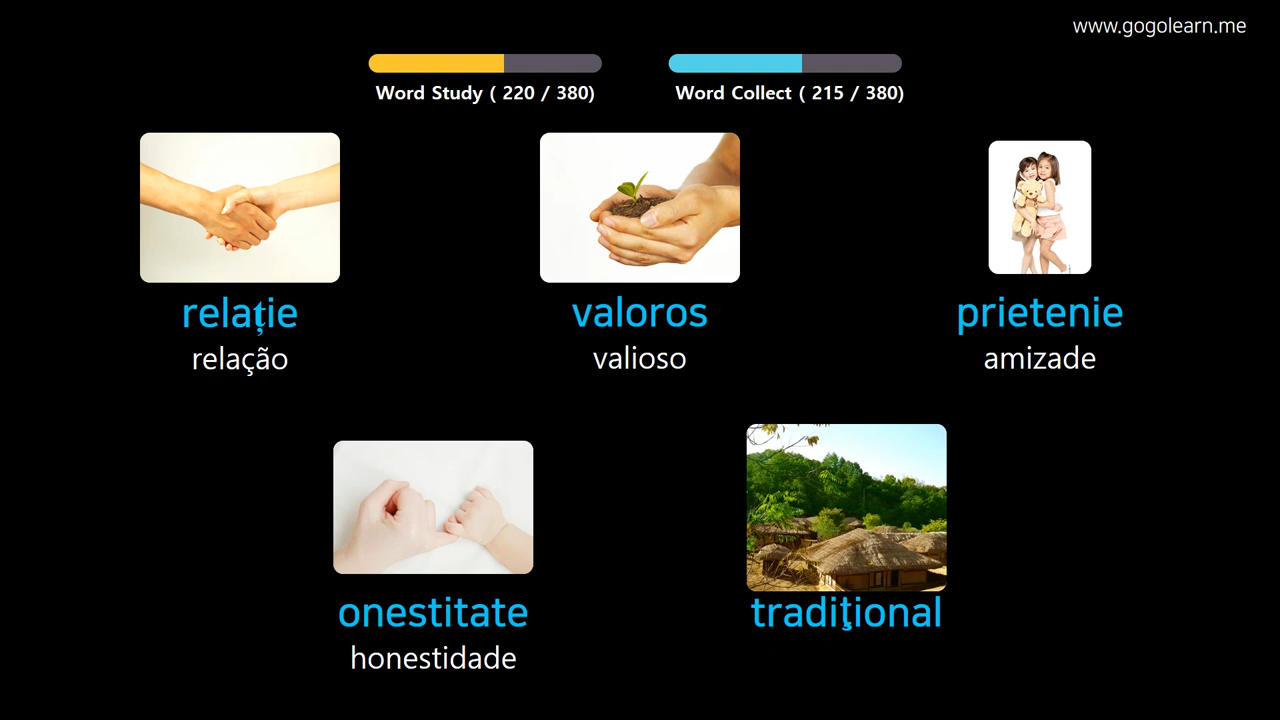 www.gogolearn.me
Word Study ( 220 / 380)
Word Collect ( 215 / 380)
relație
relação
valoros
valioso
prietenie
amizade
onestitate
honestidade
tradiţional